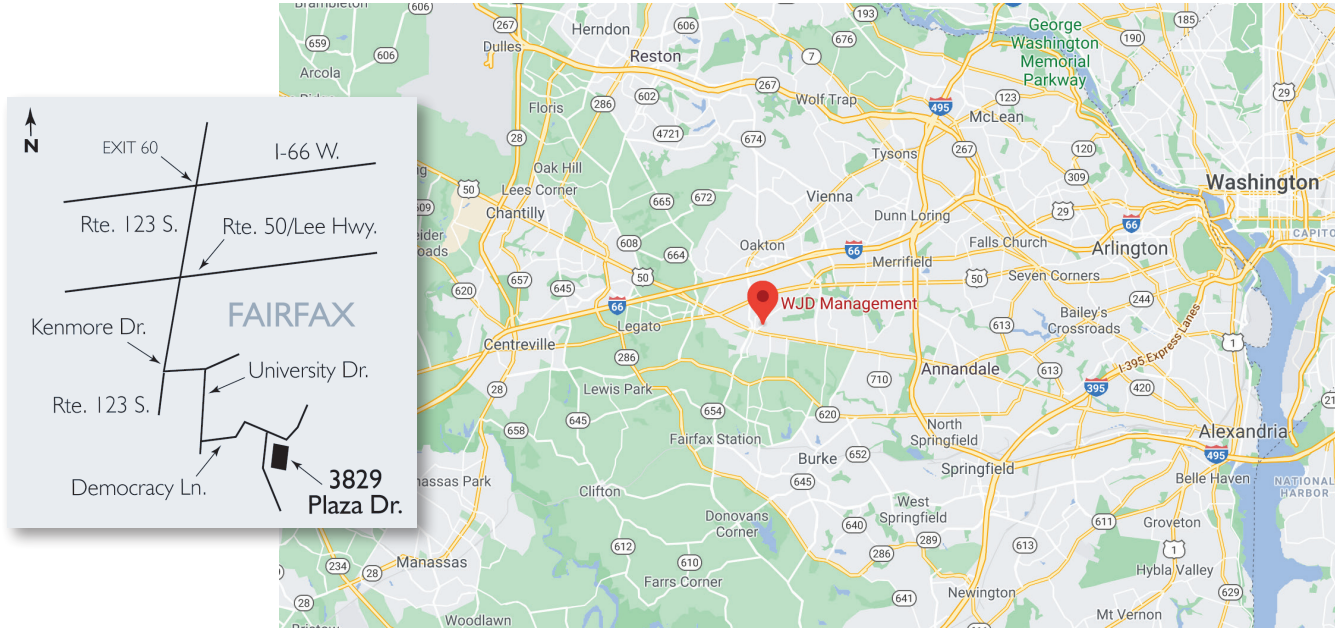 N
EXIT 60
I-66 W.
Rte. 123 S.
Rte. 50/Lee Hwy.
FAIRFAX
Kenmore Dr.
University Dr.
Rte. 123 S.
Democracy Ln.
3829
Plaza Dr.
606
193
185
Herndon
267
676
George
Washington
Memorial
Parkway
190
659
Dulles
606
Reston
7
Arcola
267
29
Floris
286
602
Wolf Trap
495
123
McLean
28
4721
674
Tysons
267
120
Oak Hill
309
50
Lees Corner
672
Vienna
Washington
609
Chantilly
665
Dunn Loring
29
66
608
Oakton
Falls Church
Arlington
664
66
Merrifield
657
50
50
Seven Corners
620
645
WJD Management
66
244
Legato
613
Bailey's
Crossroads
Centreville
1
286
I-395 Express Lanes
28
Lewis Park
710
Annandale
613
395
420
645
654
620
658
Fairfax Station
North
Springfield
Alexandria
Burke
652
Springfield
495
645
Belle Haven
NATIONAL
HARBOR
Clifton
Donovans
Corner
West
Springfield
611
640
Groveton
612
289
613
1
234
28
Manassas
610
286
Hybla Valley
Farrs Corner
641
Newington
629
28
Woodlawn
Mt Vernon